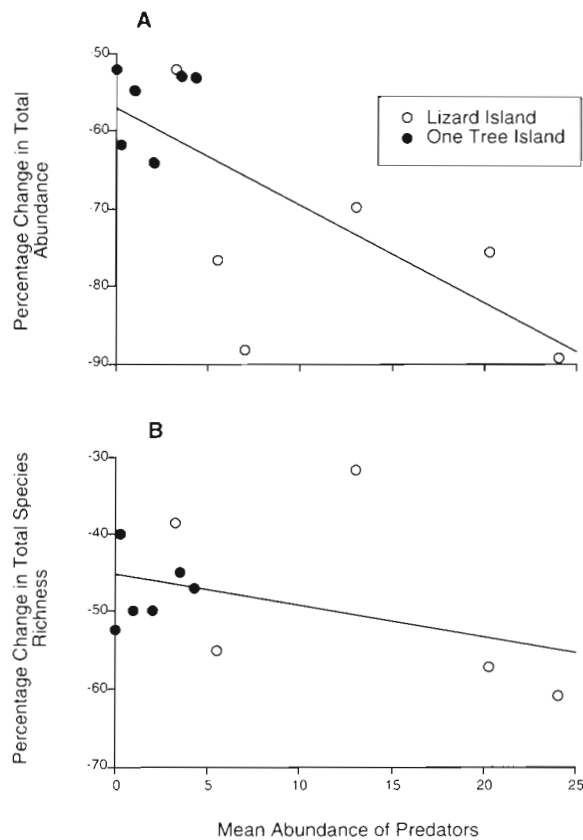 A
-50
-60
-70
-80
-90
Percentage Change in Total
Abundance
Lizard Island
One Tree Island
B
-30
-40
-50
-60
-70
Percentage Change in Total Species
Richness
0 5 10 15 20 25
Mean Abundance of Predators